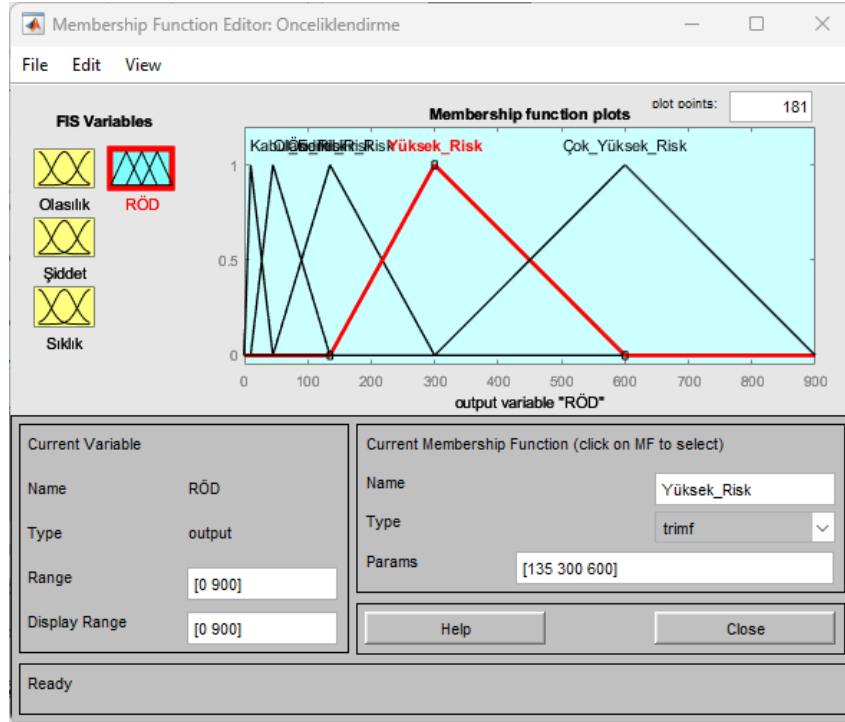 Membership Function Editor: Onceliklendirme
File Edit View
FIS Variables
Olasılık
RÖD
Şiddet
Sıklık
Membership function plots
plot points:
181
Yüksek_Risk
Çok_Yüksek_Risk
1
0.5
0
0 100 200 300 400 500 600 700 800 900
output variable "RÖD"
Current Variable
Name RÖD
Type output
Range [0 900]
Display Range [0 900]
Current Membership Function (click on MF to select)
Name Yüksek_Risk
Type trimf
Params [135 300 600]
Help Close
Ready